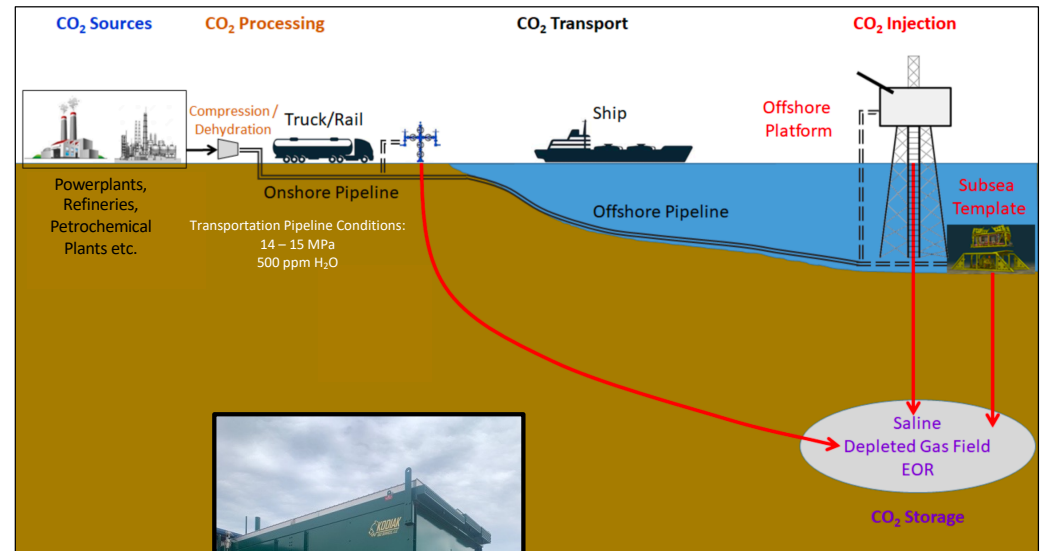 CO₂ Sources
CO₂ Processing
CO₂ Transport
CO₂ Injection
Compression /
Dehydration
Truck/Rail
Ship
Offshore
Platform
Powerplants,
Refineries,
Petrochemical
Plants etc.
Onshore Pipeline
Offshore Pipeline
Subsea
Template
Transportation Pipeline Conditions:
14 – 15 MPa
500 ppm H₂O
Saline
Depleted Gas Field
EOR
CO₂ Storage
KODIAK